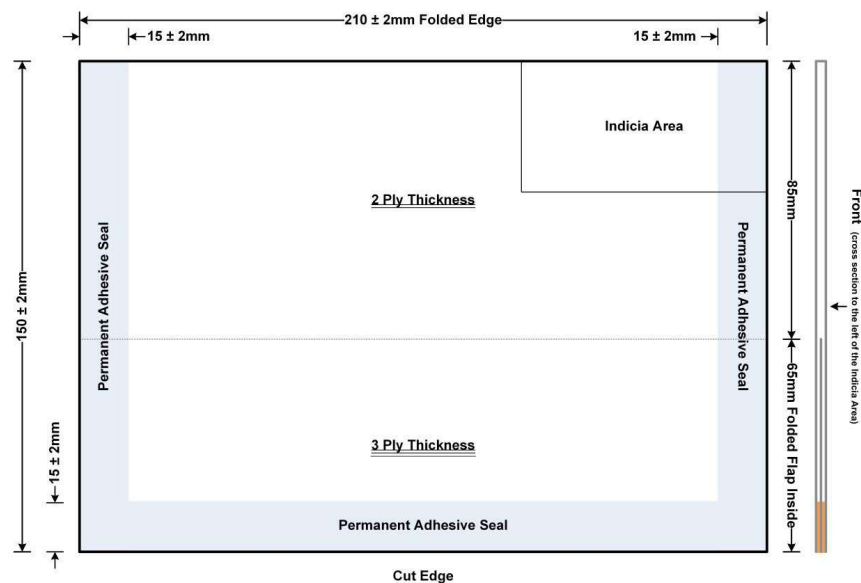 210 ± 2mm Folded Edge
15 ± 2mm
15 ± 2mm
Indicia Area
2 Ply Thickness
85mm
Front (cross section to the left of the Indicia Area)
Permanent Adhesive Seal
Permanent Adhesive Seal
150 ± 2mm
65mm Folded Flap Inside
3 Ply Thickness
15 ± 2mm
Permanent Adhesive Seal
Cut Edge